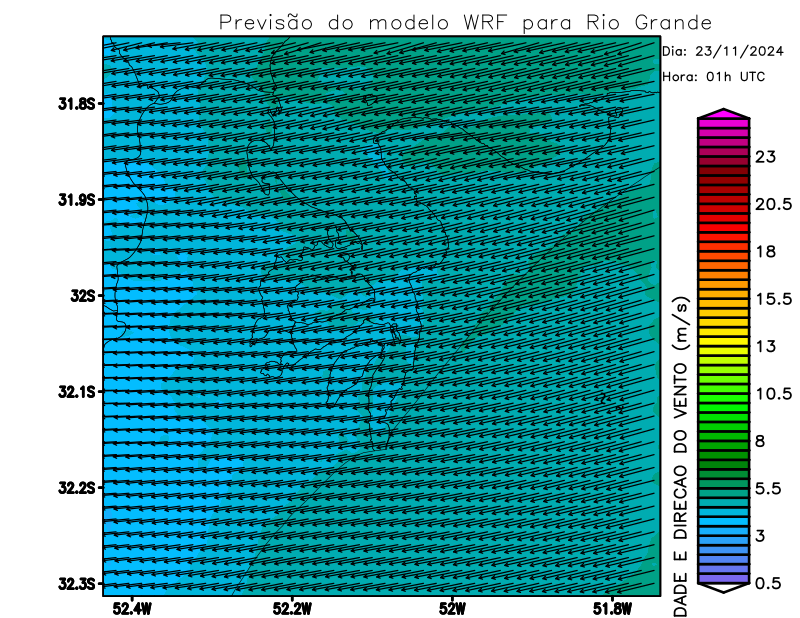 Previsão do modelo WRF para Rio Grande
Dia: 23/11/2024
Hora: 01h UTC
31.8S
31.9S
32S
32.1S
32.2S
32.3S
52.4W
52.2W
52W
51.8W
DADE E DIRECAO DO VENTO (m/s)
23
20.5
18
15.5
13
10.5
8
5.5
3
0.5